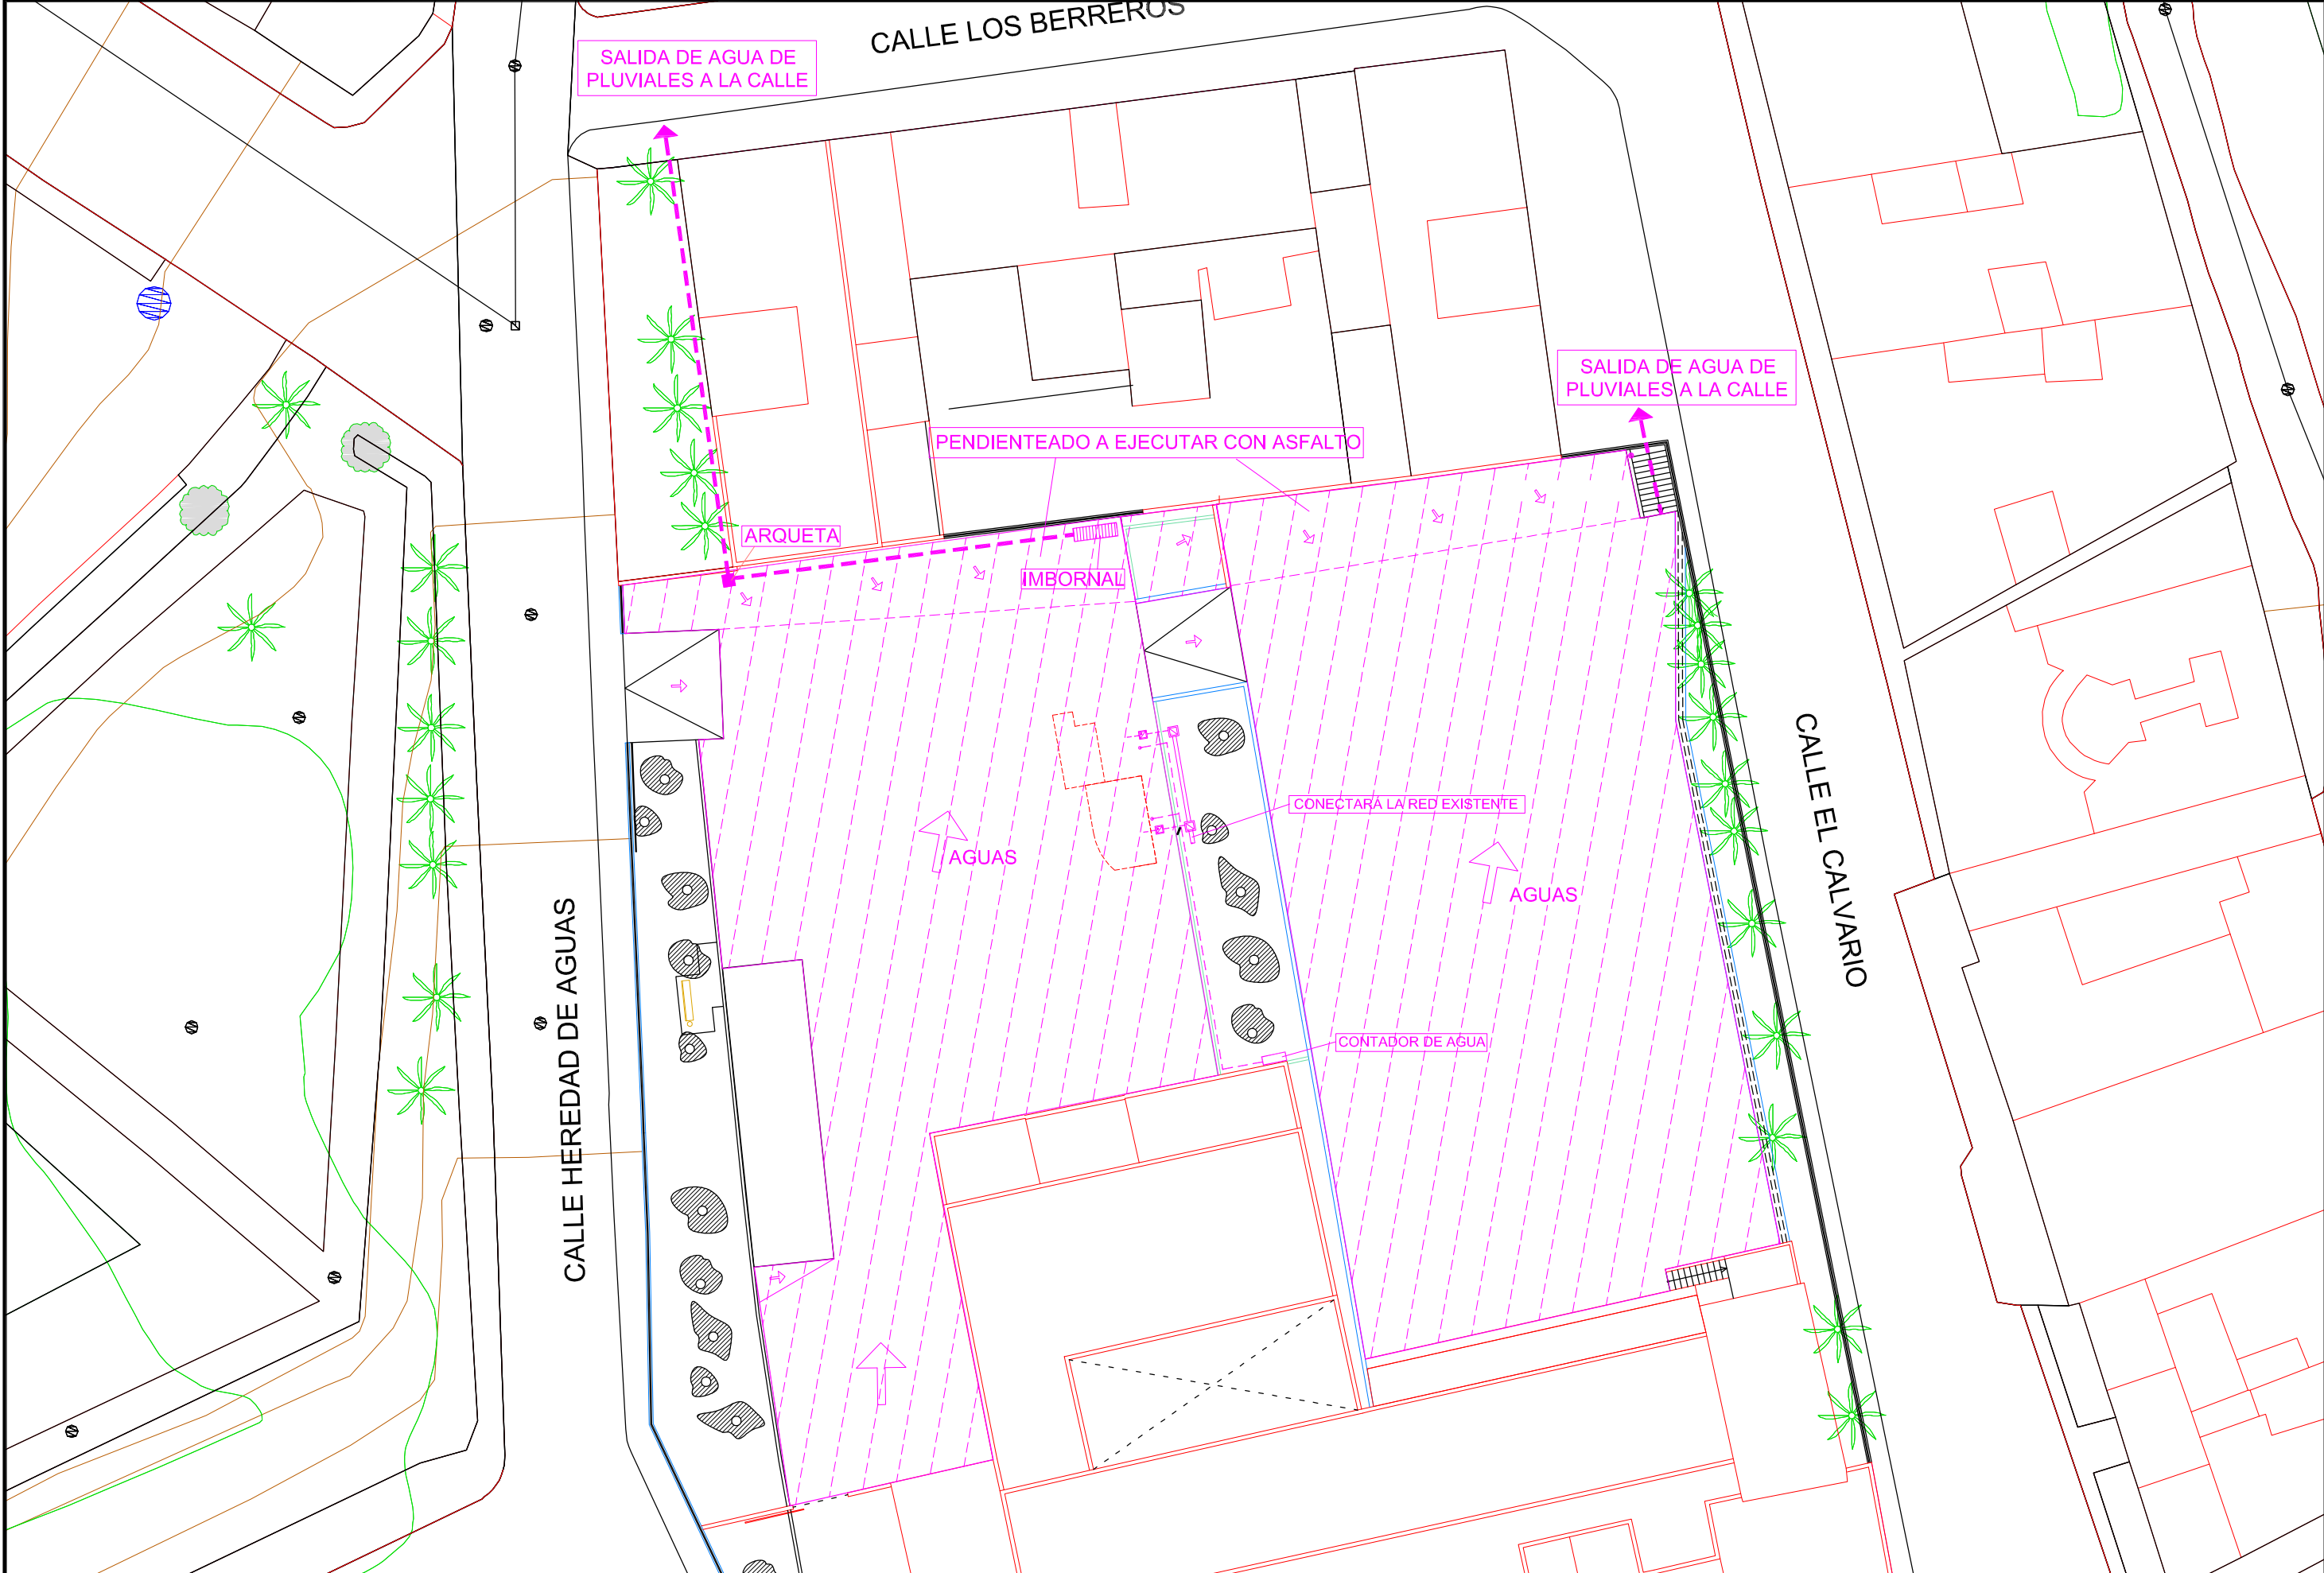 CALLE LOS BERREROS
SALIDA DE AGUA DE
PLUVIALES A LA CALLE
SALIDA DE AGUA DE
PLUVIALES A LA CALLE
PENDIENTEADO A EJECUTAR CON ASFALTO
ARQUETA
IMBORNAL
CONECTARÁ LA RED EXISTENTE
AGUAS
AGUAS
CALLE EL CALVARIO
CALLE HEREDAD DE AGUAS
CONTADOR DE AGUA